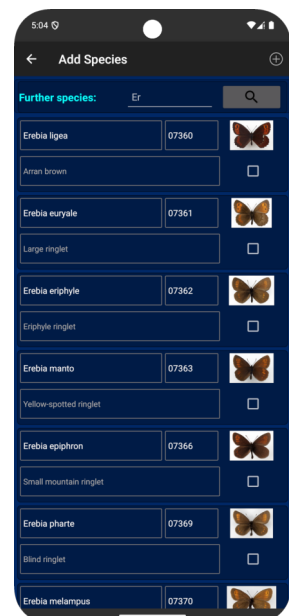 5:04
Add Species
Further species: Er
Erebia ligea 07360
Arran brown
Erebia euryale 07361
Large ringlet
Erebia eriphyle 07362
Eriphyle ringlet
Erebia manto 07363
Yellow-spotted ringlet
Erebia epiphron 07366
Small mountain ringlet
Erebia pharte 07369
Blind ringlet
Erebia melampus 07370